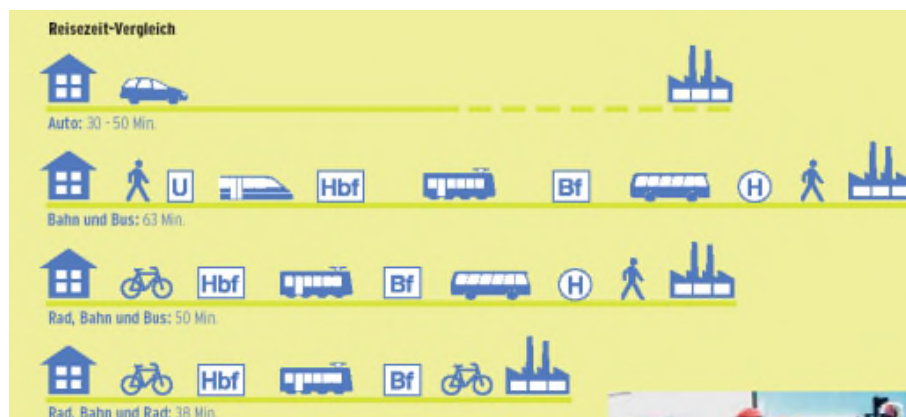 Reisezeit-Vergleich
Auto: 30 - 50 Min.
U Hbf Bf H
Bahn und Bus: 63 Min.
Hbf Bf H
Rad, Bahn und Bus: 50 Min.
Hbf Bf
Rad, Bahn und Rad: 38 Min.